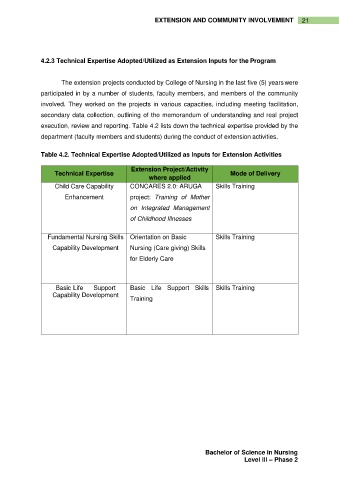 EXTENSION AND COMMUNITY INVOLVEMENT 21
4.2.3 Technical Expertise Adopted/Utilized as Extension Inputs for the Program
The extension projects conducted by College of Nursing in the last five (5) years were
participated in by a number of students, faculty members, and members of the community
involved. They worked on the projects in various capacities, including meeting facilitation,
secondary data collection, outlining of the memorandum of understanding and real project
execution, review and reporting. Table 4.2 lists down the technical expertise provided by the
department (faculty members and students) during the conduct of extension activities.
Table 4.2. Technical Expertise Adopted/Utilized as Inputs for Extension Activities
Technical Expertise
Extension Project/Activity
where applied
Mode of Delivery
Child Care Capability
Enhancement
CONCARES 2.0: ARUGA
project: Training of Mother
on Integrated Management
of Childhood Illnesses
Skills Training
Fundamental Nursing Skills
Capability Development
Orientation on Basic
Nursing (Care giving) Skills
for Elderly Care
Skills Training
Basic Life Support
Capability Development
Basic Life Support Skills
Training
Skills Training
Bachelor of Science in Nursing
Level III – Phase 2